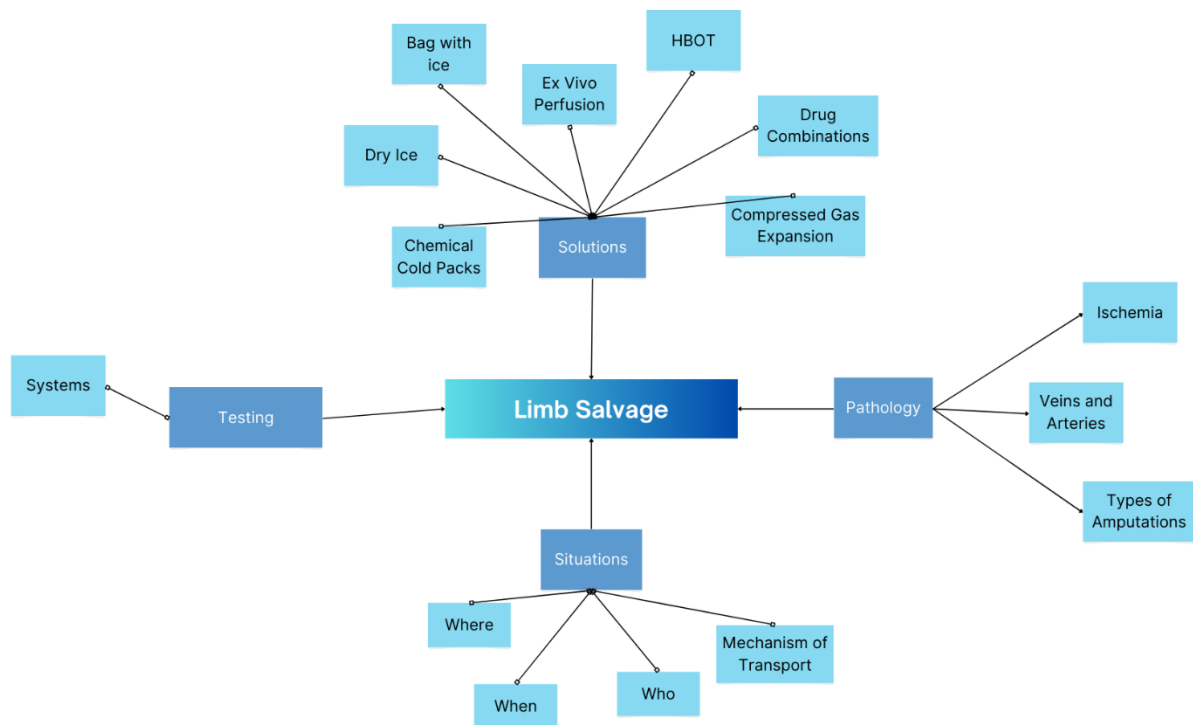 Bag with
ice
HBOT
Ex Vivo
Perfusion
Drug
Combinations
Dry Ice
Compressed Gas
Expansion
Chemical
Cold Packs
Solutions
Ischemia
Systems
Testing
Limb Salvage
Pathology
Veins and
Arteries
Types of
Amputations
Situations
Where
Mechanism of
Transport
When
Who